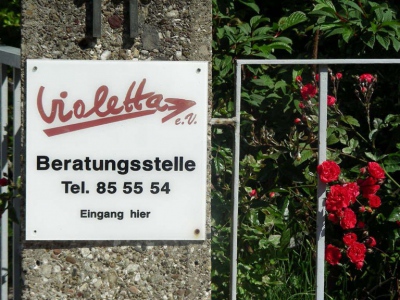 Violetta
e.V.
Beratungsstelle
Tel. 85 55 54
Eingang hier